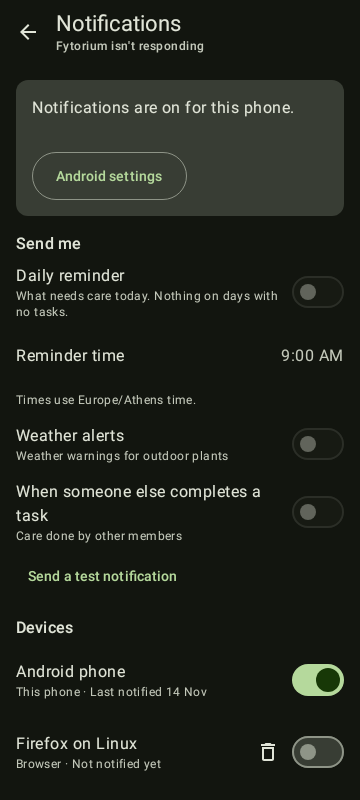 Notifications
Fytorium isn't responding
Notifications are on for this phone.
Android settings
Send me
Daily reminder
What needs care today. Nothing on days with
no tasks.
Reminder time
9:00 AM
Times use Europe/Athens time.
Weather alerts
Weather warnings for outdoor plants
When someone else completes a
task
Care done by other members
Send a test notification
Devices
Android phone
This phone · Last notified 14 Nov
Firefox on Linux
Browser · Not notified yet